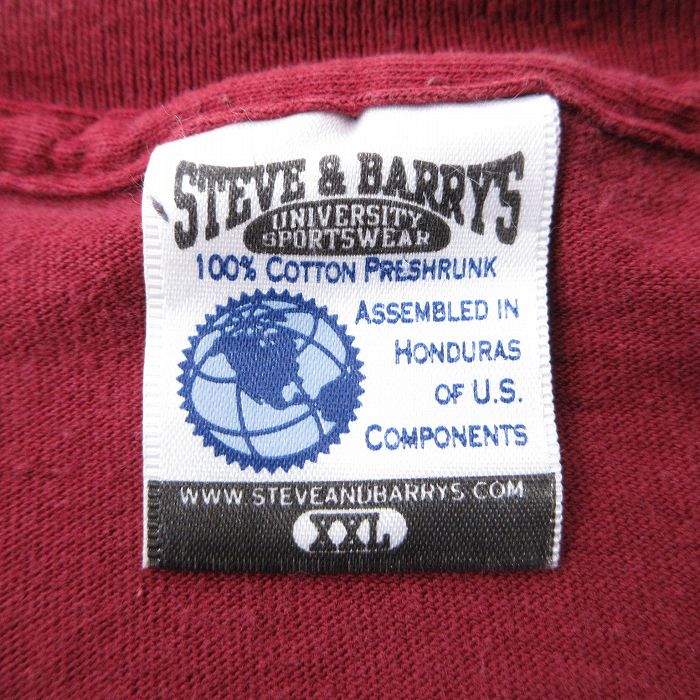 STEVE & BARRY'S
UNIVERSITY
SPORTSWEAR
100% COTTON PRESHRUNK
ASSEMBLED IN
HONDURAS
OF U.S.
COMPONENTS
WWW.STEVEANDBARRYS.COM
XXL